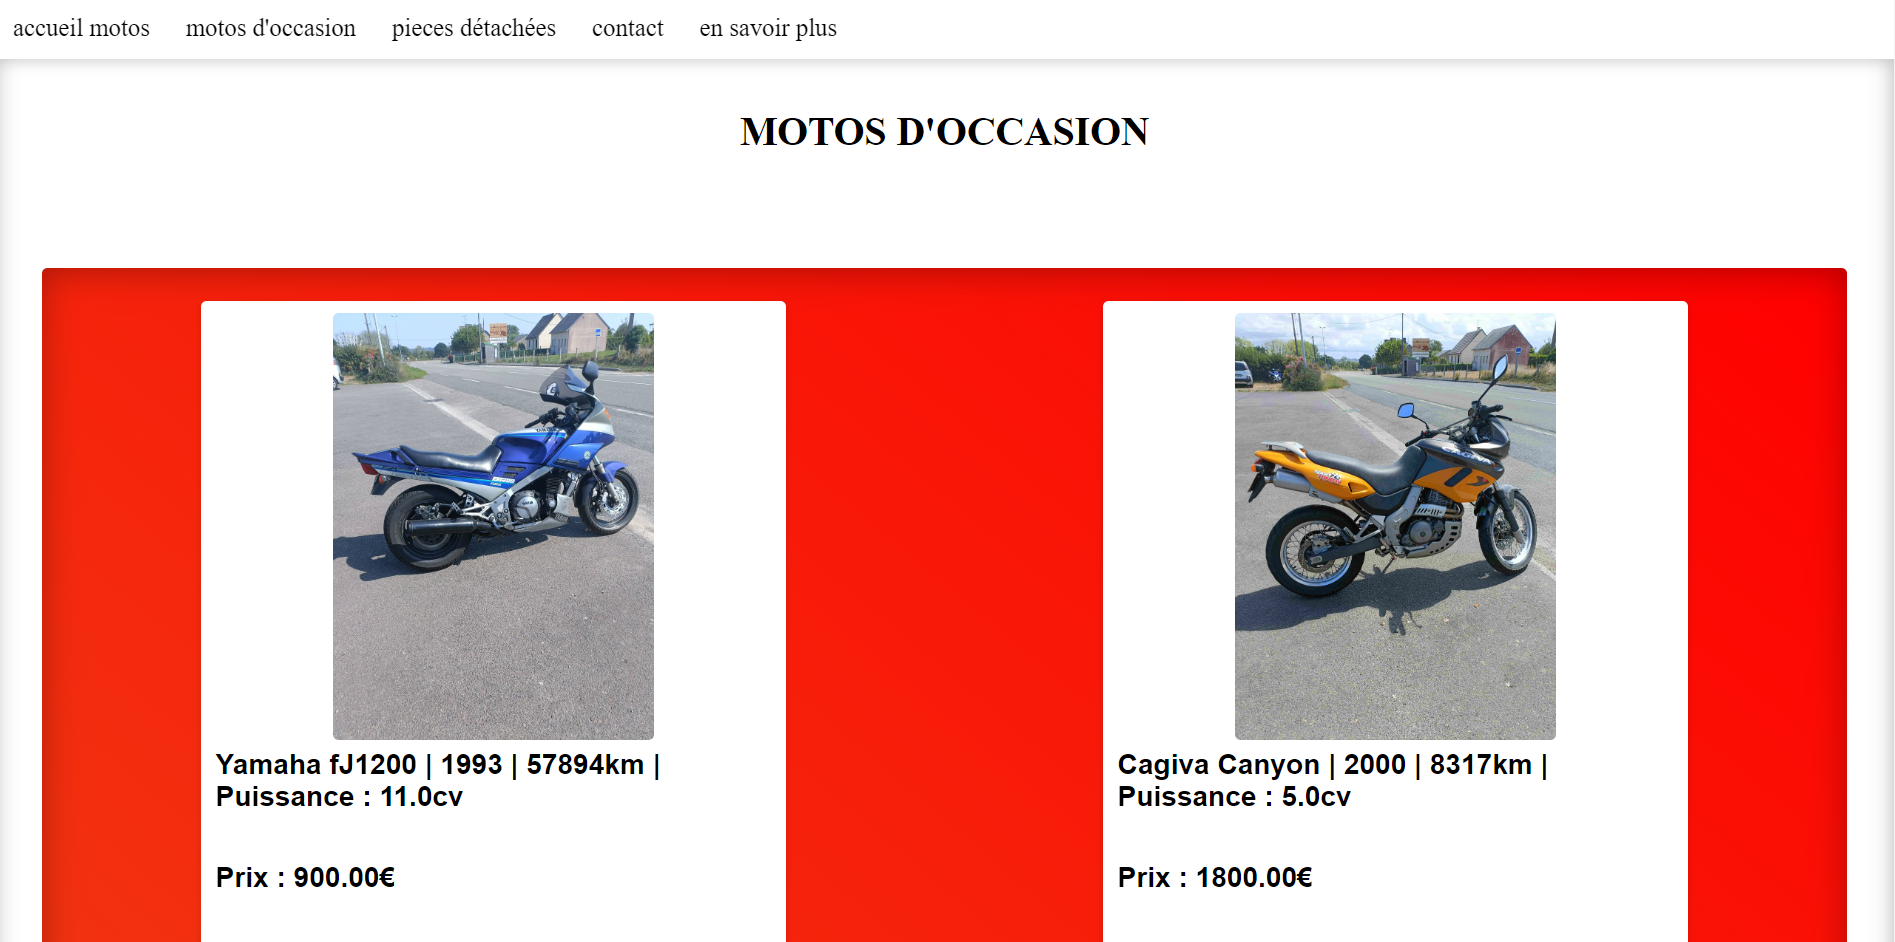 accueil motos
motos d'occasion
pieces détachées
contact
en savoir plus
MOTOS D'OCCASION
Yamaha fJ1200 | 1993 | 57894km |
Puissance : 11.0cv
Prix : 900.00€
CAGIVA
Cagiva Canyon | 2000 | 8317km |
Puissance : 5.0cv
Prix : 1800.00€